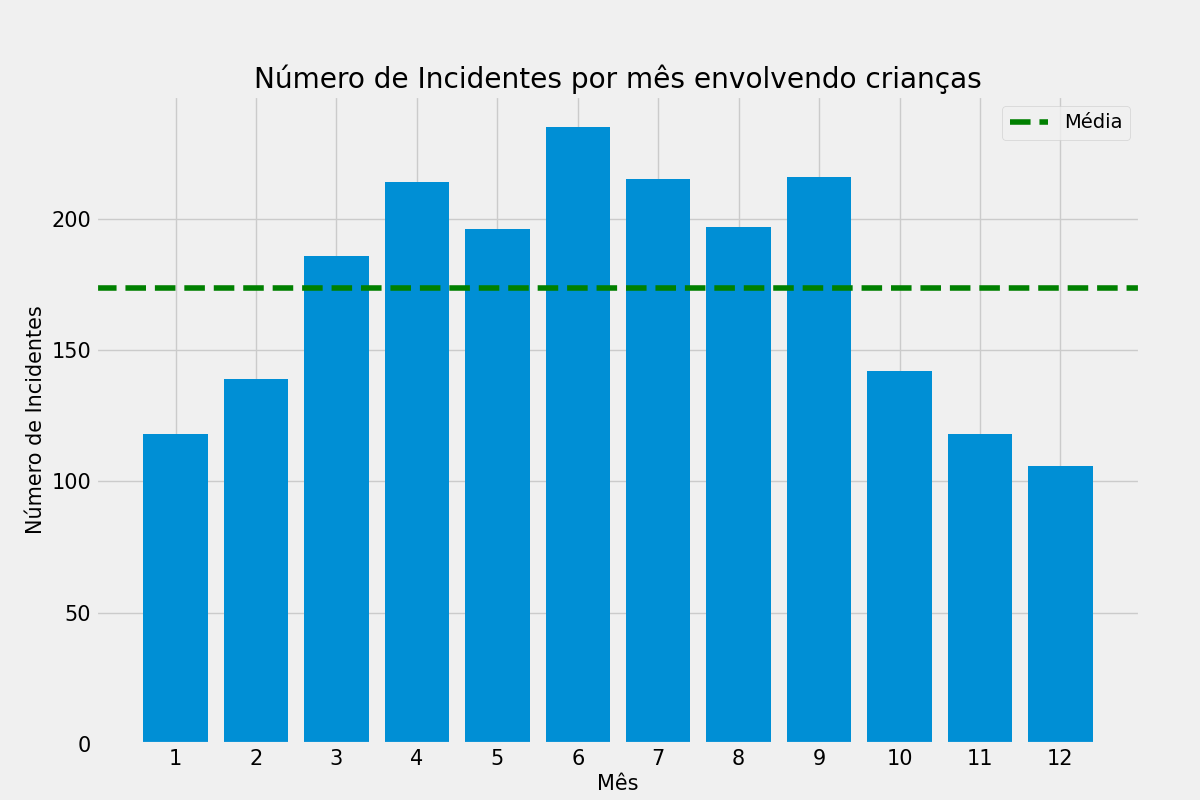 Número de Incidentes por mês envolvendo crianças
Média
Número de Incidentes
200
150
100
50
0
1 2 3 4 5 6 7 8 9 10 11 12
Mês